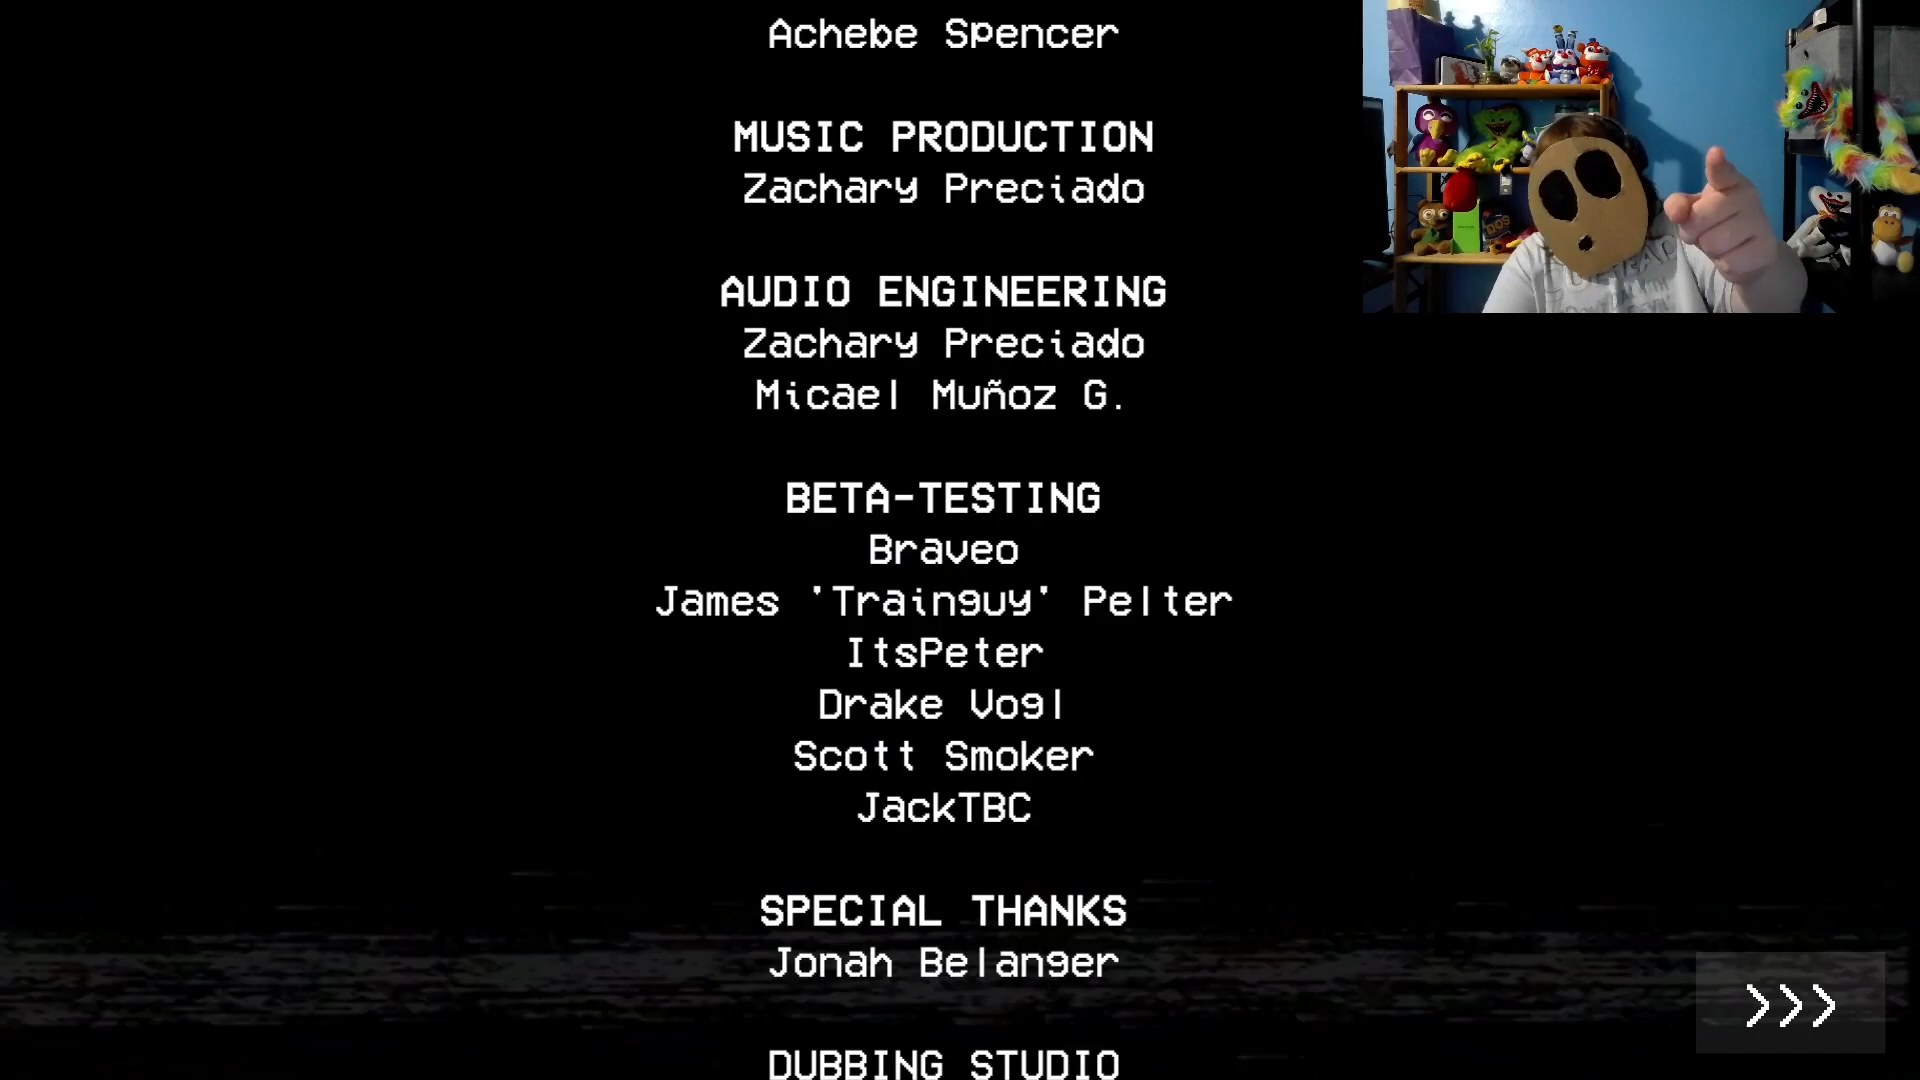 Achebe Spencer
MUSIC PRODUCTION
Zachary Preciado
AUDIO ENGINEERING
Zachary Preciado
Micael Muñoz G.
BETA-TESTING
Braveo
James 'Trainguy' Pelter
ItsPeter
Drake Vogl
Scott Smoker
JackTBC
SPECIAL THANKS
Jonah Belanger
DUBBING STUDIO
>>>